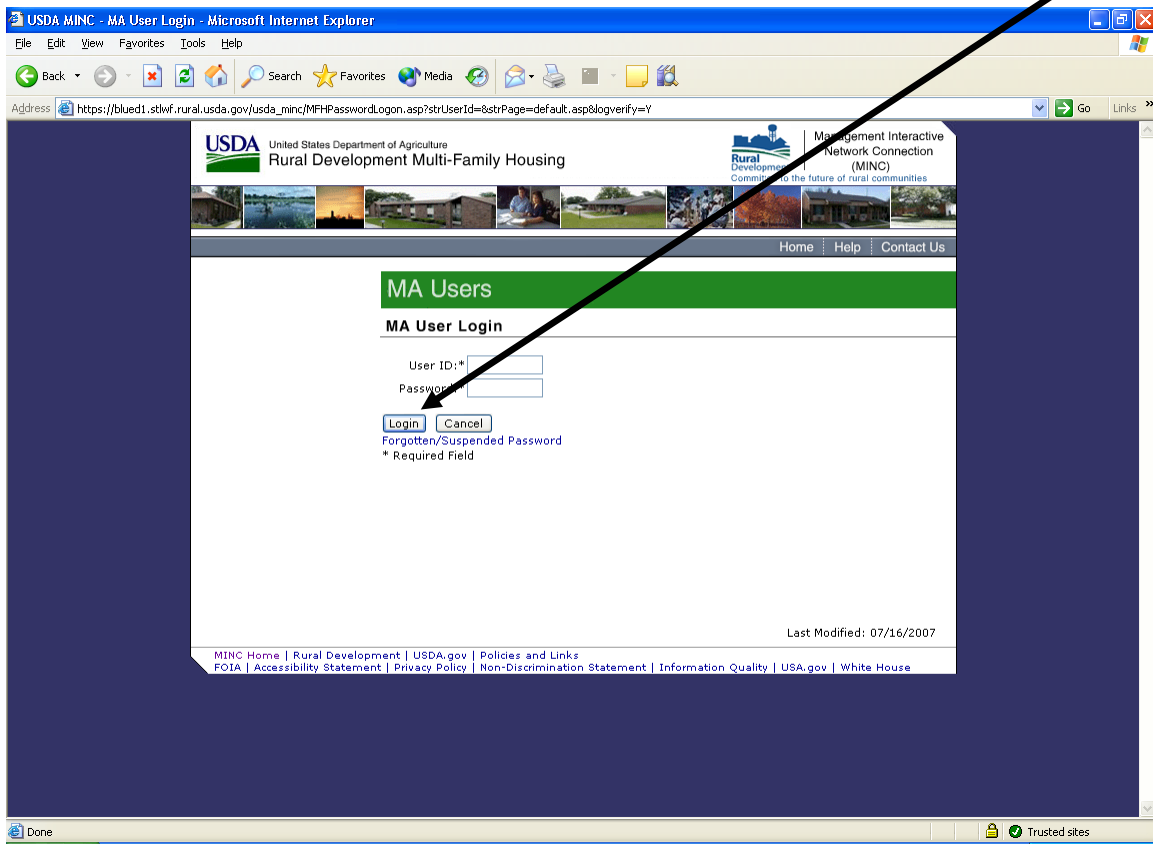 USDA MINC - MA User Login - Microsoft Internet Explorer
File Edit View Favorites Tools Help
Back Search Favorites Media
Address https://blued1.stlwf.rural.usda.gov/usda_minc/MFHPasswordLogon.asp?strUserId=&strPage=default.asp&logverify=Y Go Links »
USDA United States Department of Agriculture
Rural Development Multi-Family Housing
Rural
Development
Committed to the future of rural communities
Management Interactive
Network Connection
(MINC)
Home Help Contact Us
MA Users
MA User Login
User ID:*
Password:*
Login Cancel
Forgotten/Suspended Password
* Required Field
Last Modified: 07/16/2007
MINC Home | Rural Development | USDA.gov | Policies and Links
FOIA | Accessibility Statement | Privacy Policy | Non-Discrimination Statement | Information Quality | USA.gov | White House
Done Trusted sites